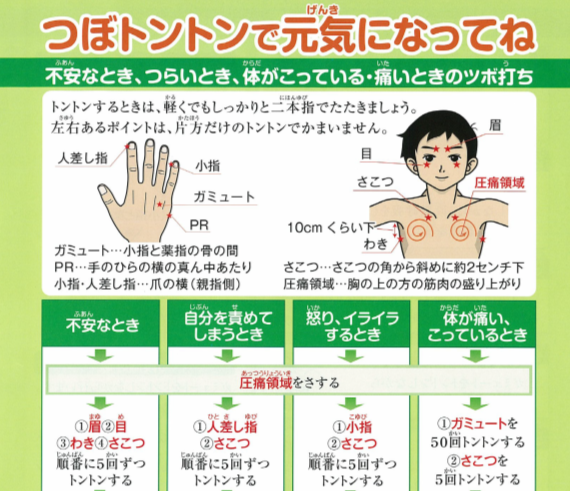 つぼトントンで元気になってね
不安なとき、つらいとき、体がこっている・痛いときのツボ打ち
トントンするときは、軽くでもしっかりと二本指でたたきましょう。
左右あるポイントは、片方だけのトントンでかまいません。
人差し指
小指
ガミュート
PR
眉
目
さこつ
圧痛領域
10cm くらい下
わき
ガミュート…小指と薬指の骨の間
PR…手のひらの横の真ん中あたり
小指・人差し指…爪の横（親指側）
さこつ…さこつの角から斜めに約2センチ下
圧痛領域…胸の上の方の筋肉の盛り上がり
不安なとき
自分を責めて
しまうとき
怒り、イライラ
するとき
体が痛い、
こっているとき
圧痛領域をさする
①眉②目
③わき④さこつ
順番に5回ずつ
トントンする
①人差し指
②さこつ
順番に5回ずつ
トントンする
①小指
②さこつ
順番に5回ずつ
トントンする
①ガミュートを
50回トントンする
②さこつを
5回トントンする